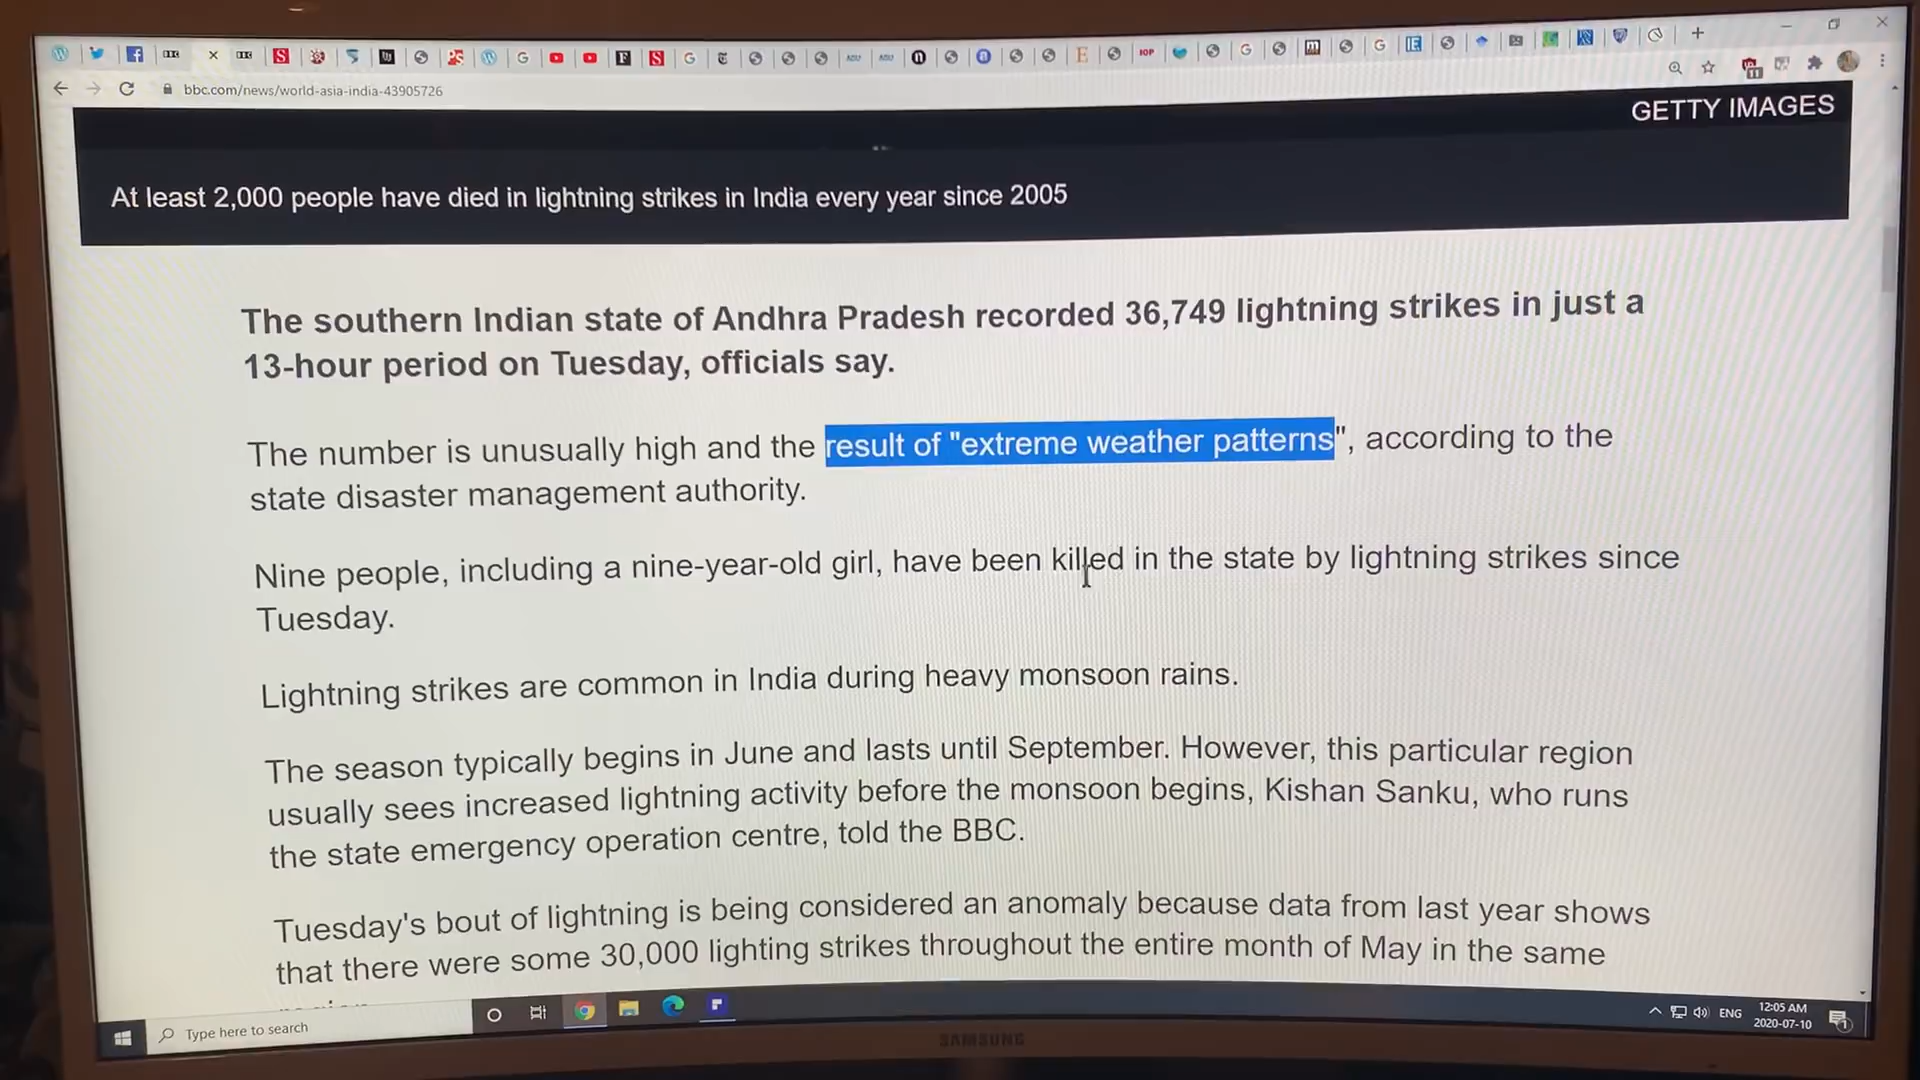 bbc.com/news/world-asia-india-43905726
GETTY IMAGES
At least 2,000 people have died in lightning strikes in India every year since 2005
The southern Indian state of Andhra Pradesh recorded 36,749 lightning strikes in just a
13-hour period on Tuesday, officials say.
The number is unusually high and the result of "extreme weather patterns", according to the
state disaster management authority.
Nine people, including a nine-year-old girl, have been killed in the state by lightning strikes since
Tuesday.
Lightning strikes are common in India during heavy monsoon rains.
The season typically begins in June and lasts until September. However, this particular region
usually sees increased lightning activity before the monsoon begins, Kishan Sanku, who runs
the state emergency operation centre, told the BBC.
Tuesday's bout of lightning is being considered an anomaly because data from last year shows
that there were some 30,000 lighting strikes throughout the entire month of May in the same
Type here to search
ENG
12:05 AM
2020-07-10
SAMSUNG